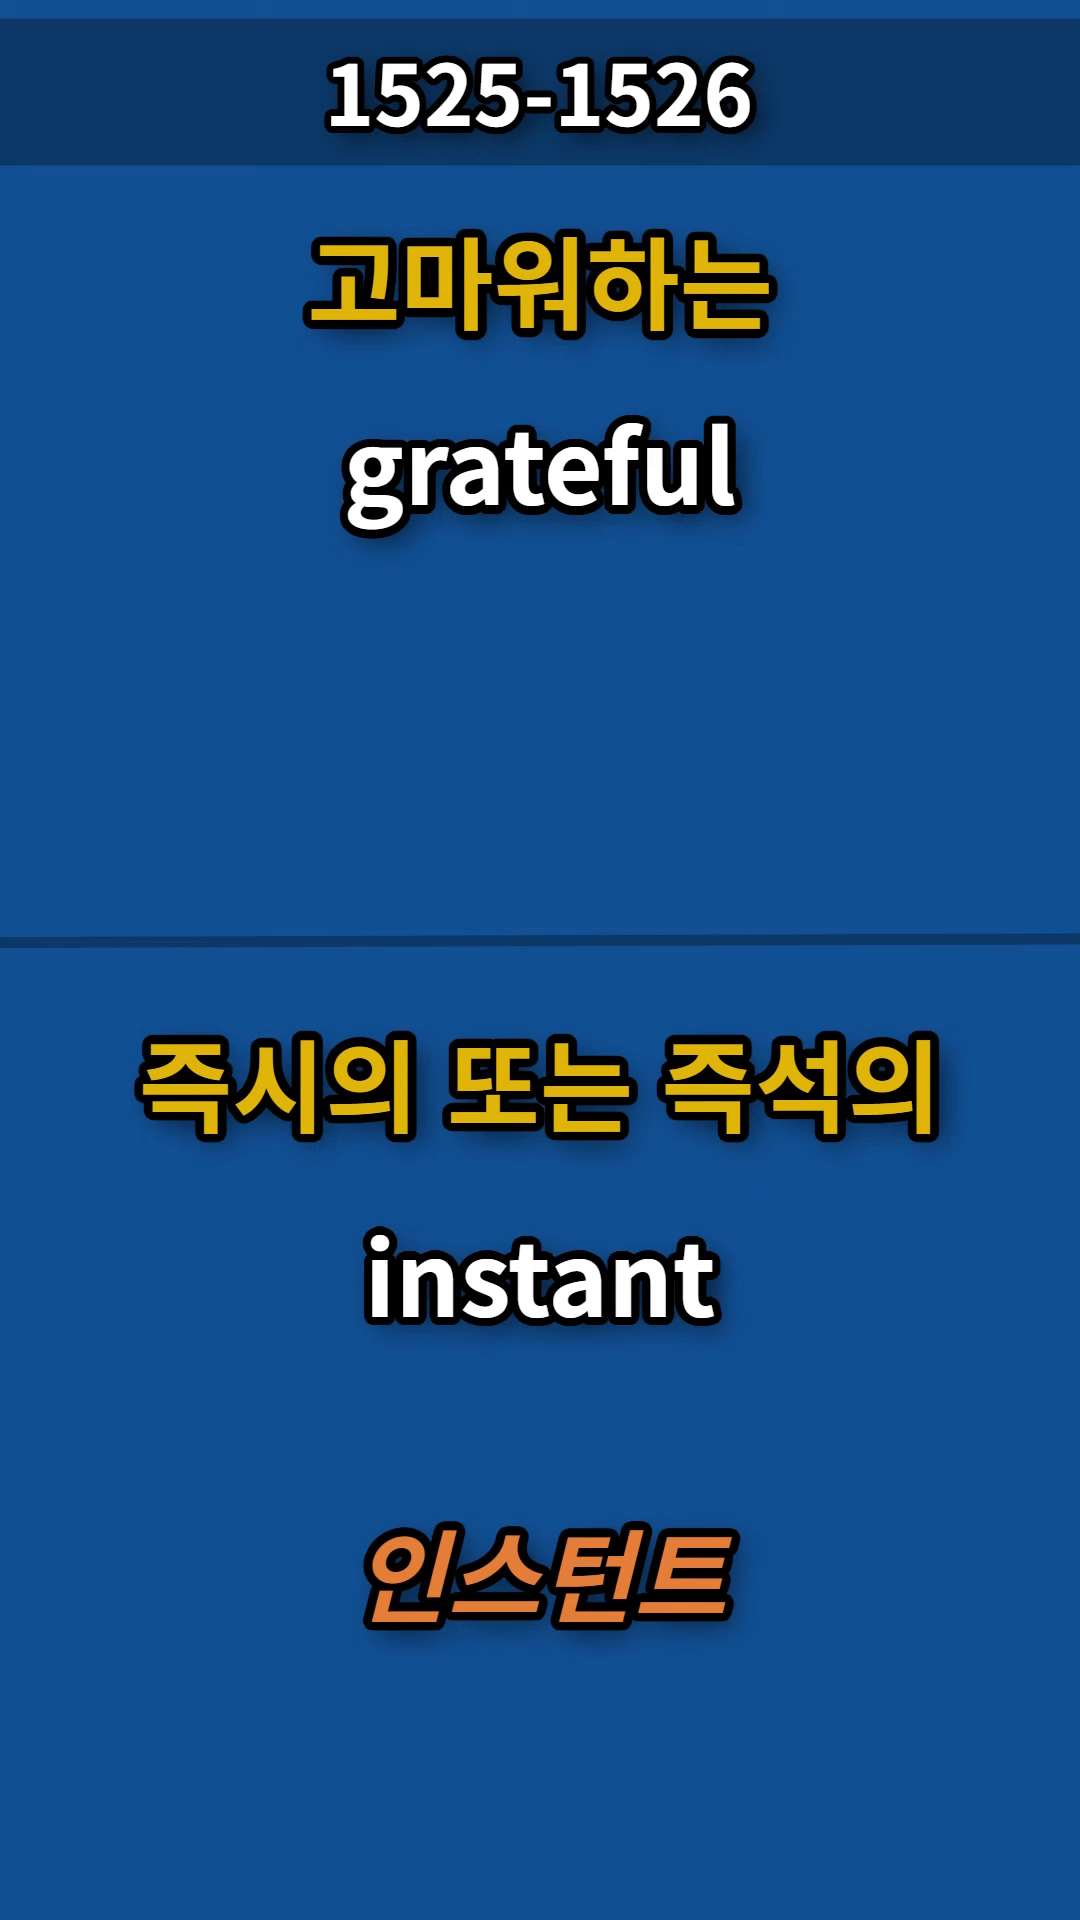 1525-1526
고마워하는
grateful
즉시의 또는 즉석의
instant
인스턴트